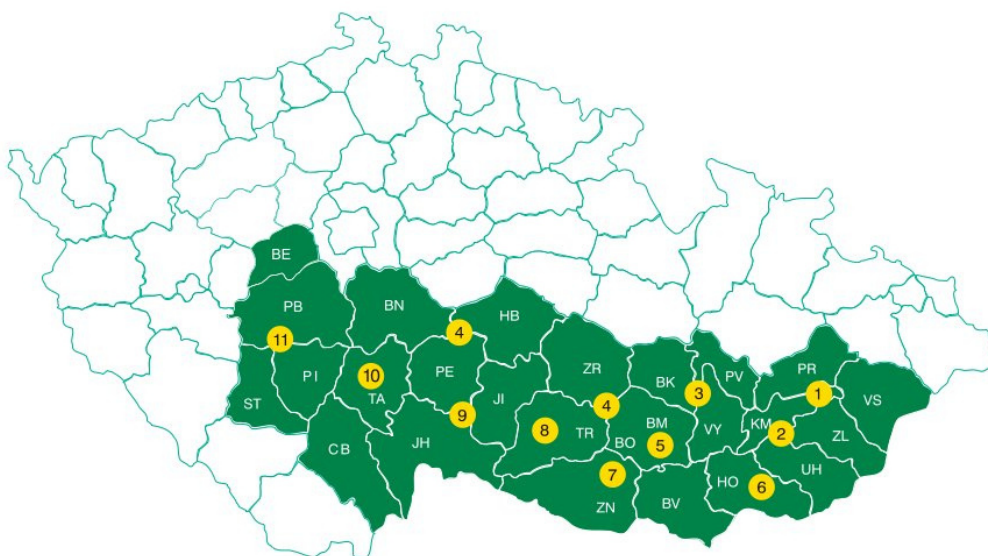 BE
PB
BN
HB
4
11
PI
10
TA
PE
ZR
BK
PV
PR
ST
JI
3
1
VS
9
4
KM
CB
JH
8
TR
BO
BM
5
VY
2
ZL
7
ZN
BV
HO
6
UH